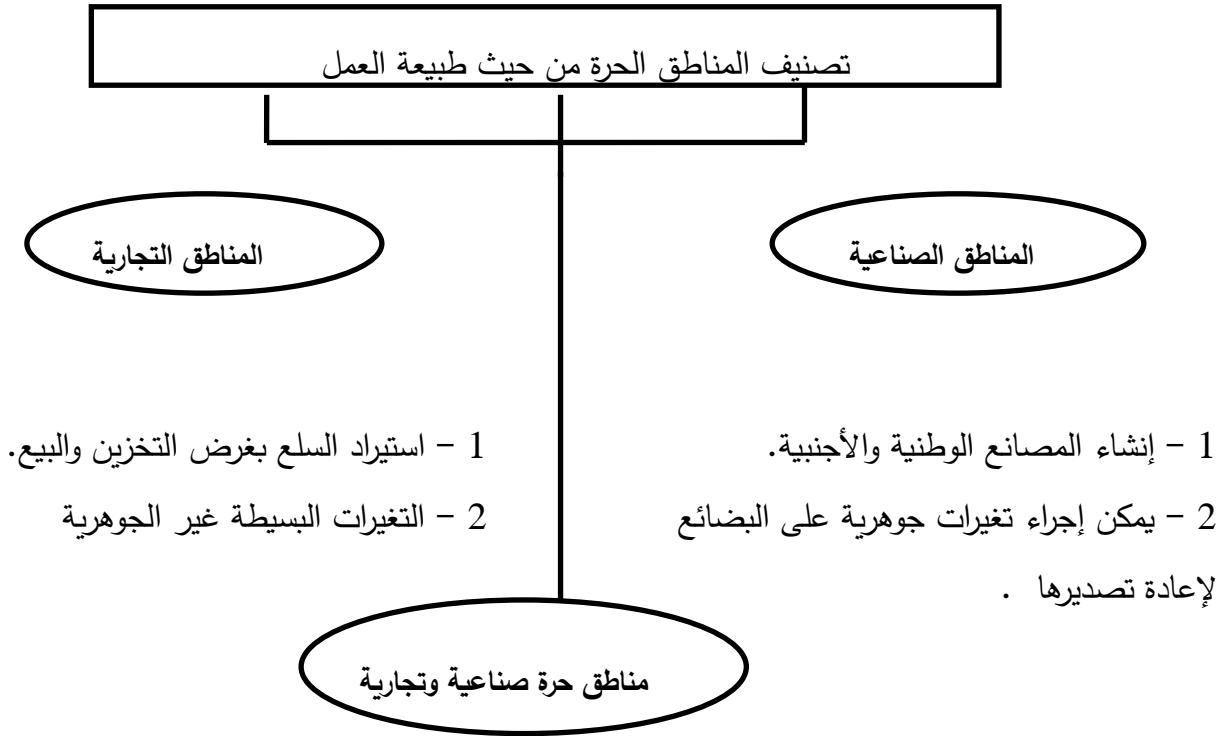 تصنيف المناطق الحرة من حيث طبيعة العمل
المناطق الصناعية
المناطق التجارية
1 – إنشاء المصانع الوطنية والأجنبية.
2 – يمكن إجراء تغيرات جوهرية على البضائع
لإعادة تصديرها .
1 – استيراد السلع بغرض التخزين والبيع.
2 – التغيرات البسيطة غير الجوهرية
مناطق حرة صناعية وتجارية